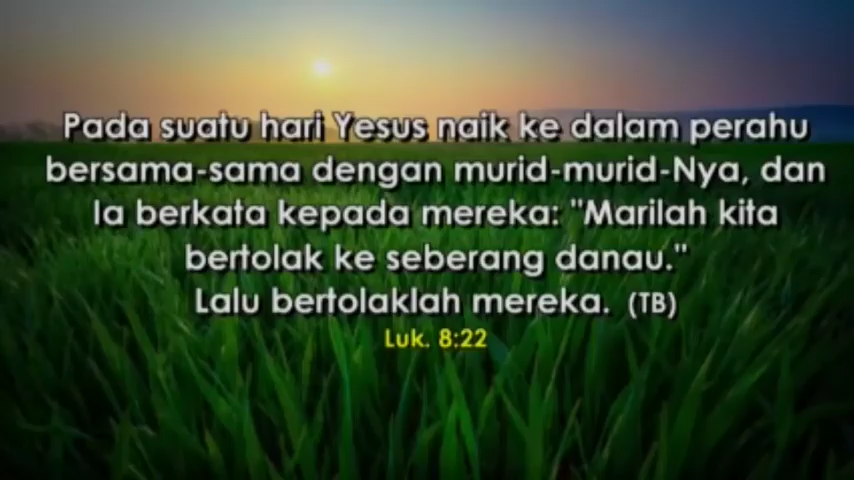 Pada suatu hari Yesus naik ke dalam perahu
bersama-sama dengan murid-murid-Nya, dan
Ia berkata kepada mereka: "Marilah kita
bertolak ke seberang danau."
Lalu bertolaklah mereka. (TB)
Luk. 8:22